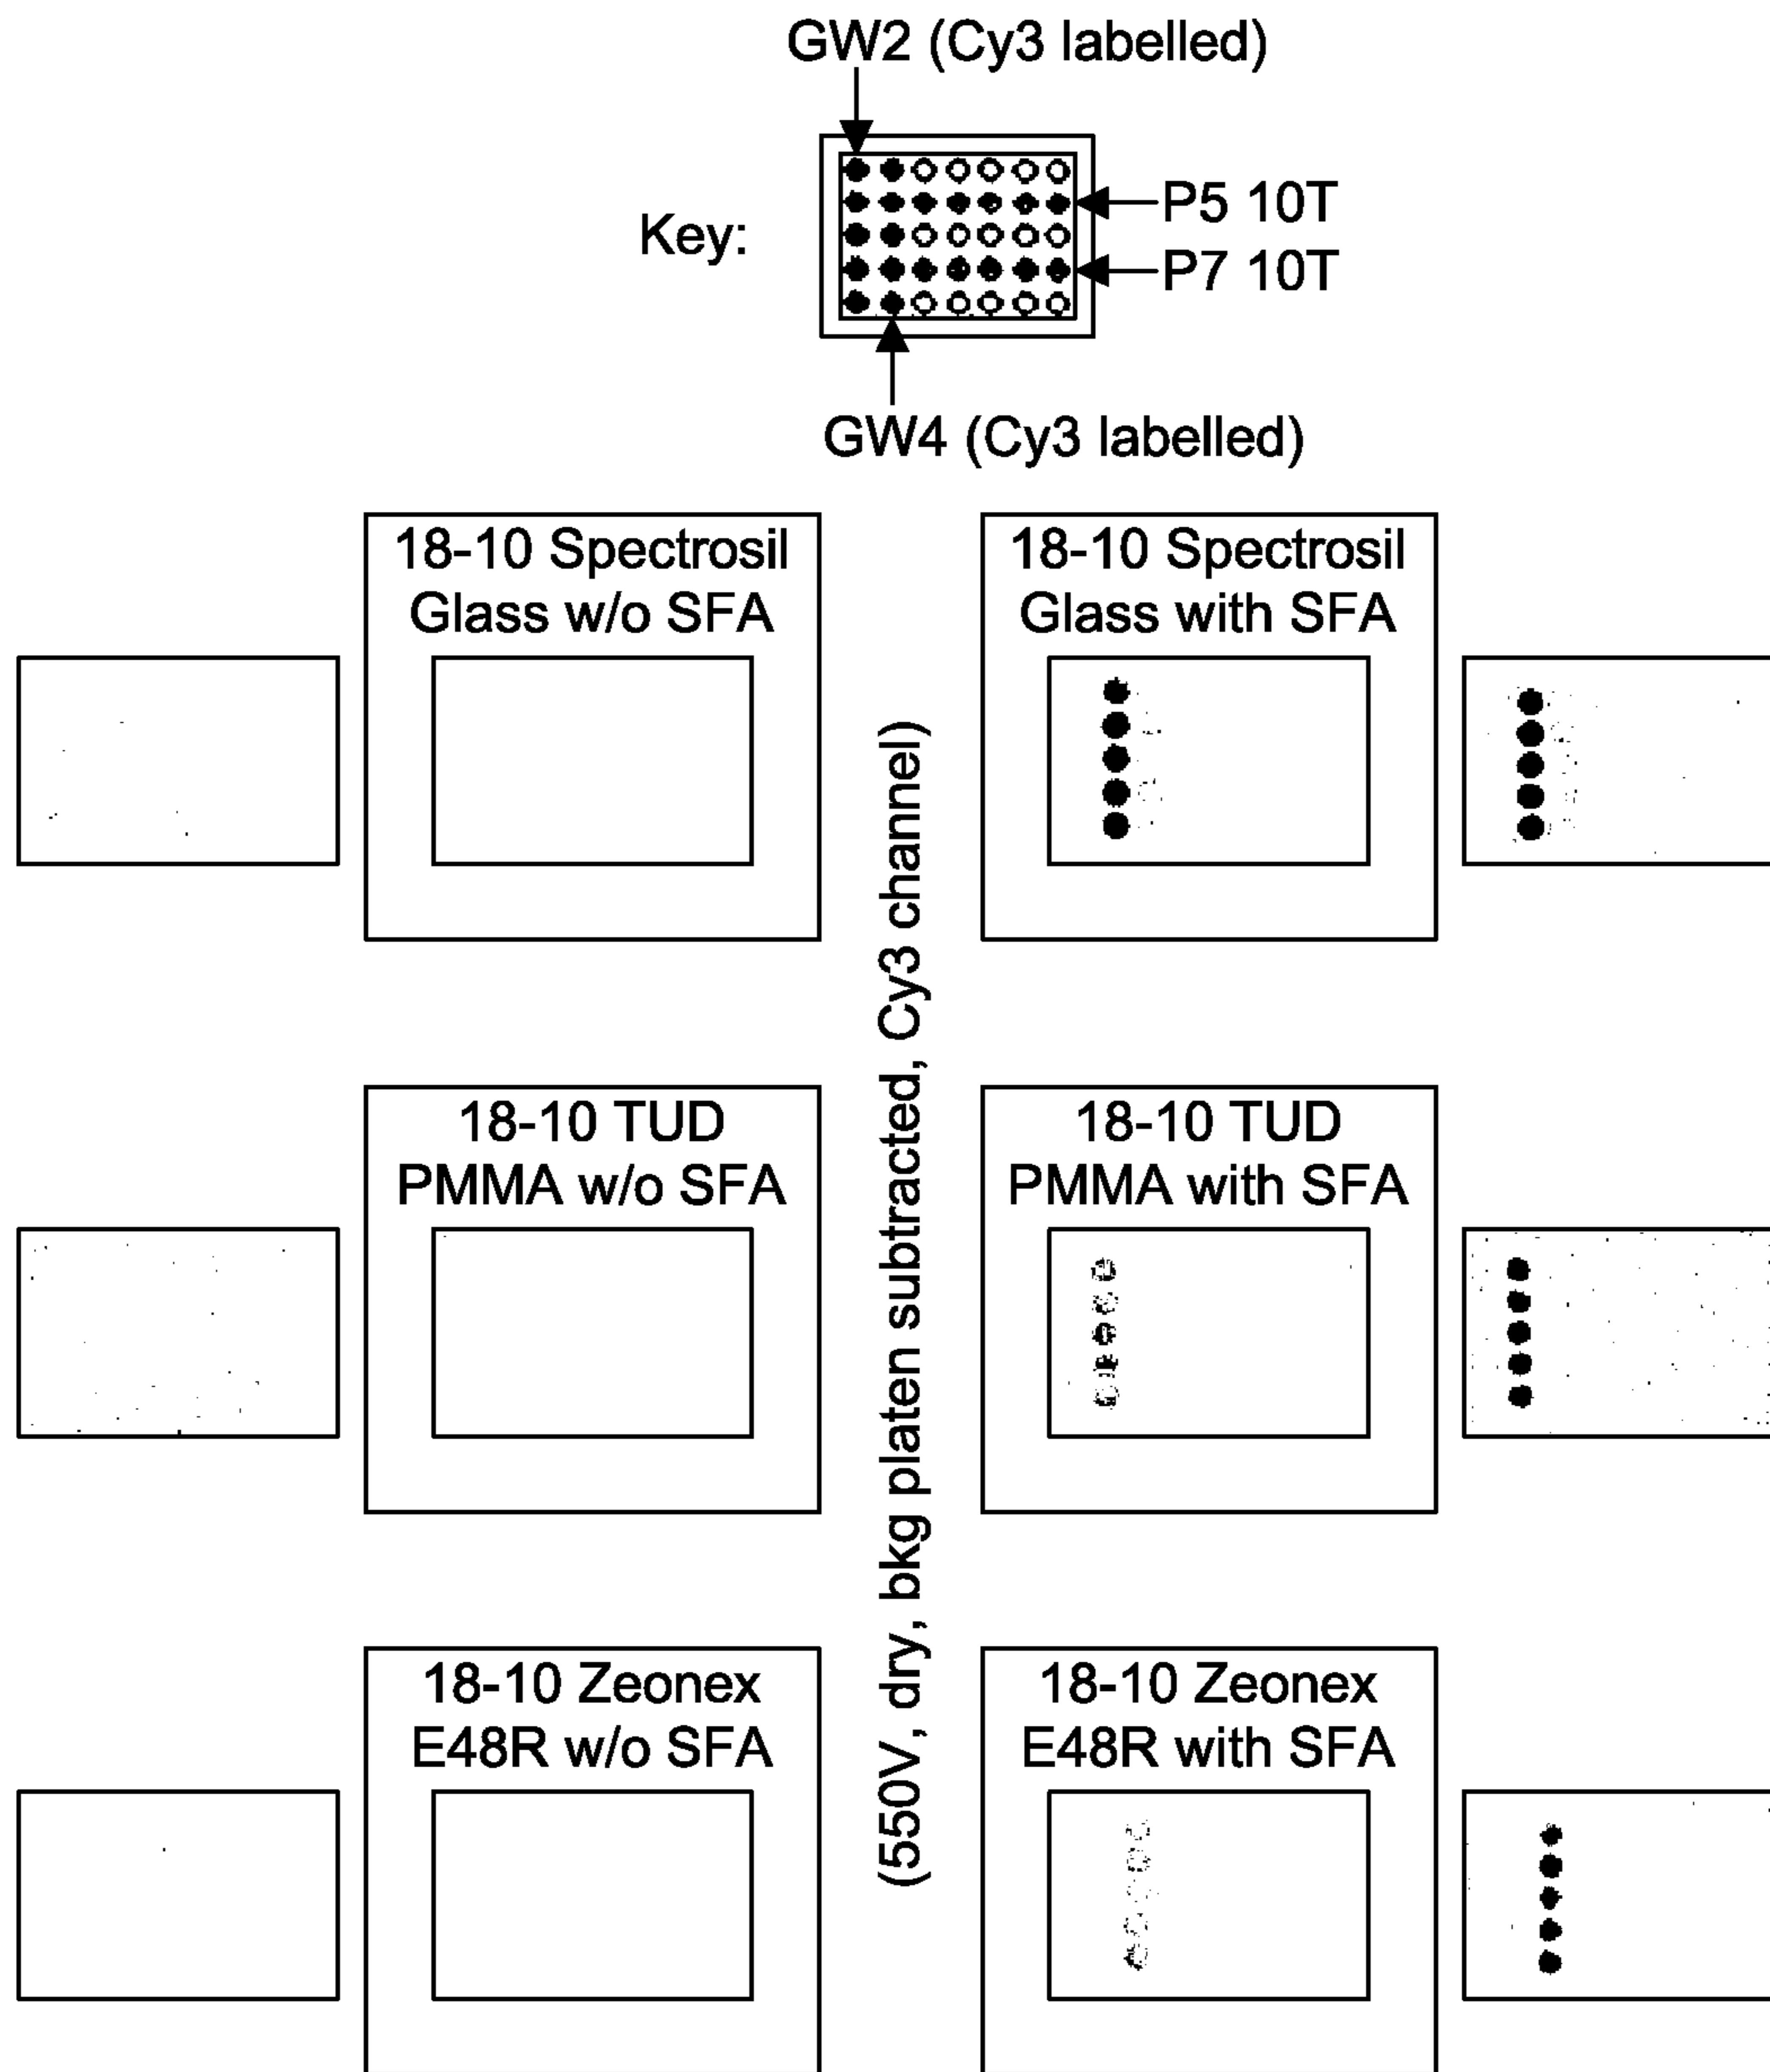 GW2 (Cy3 labelled)
Key:
P5 10T
P7 10T
GW4 (Cy3 labelled)
18-10 Spectrosil
Glass w/o SFA
18-10 Spectrosil
Glass with SFA
(550V, dry, bkg platen subtracted, Cy3 channel)
18-10 TUD
PMMA w/o SFA
18-10 TUD
PMMA with SFA
18-10 Zeonex
E48R w/o SFA
18-10 Zeonex
E48R with SFA